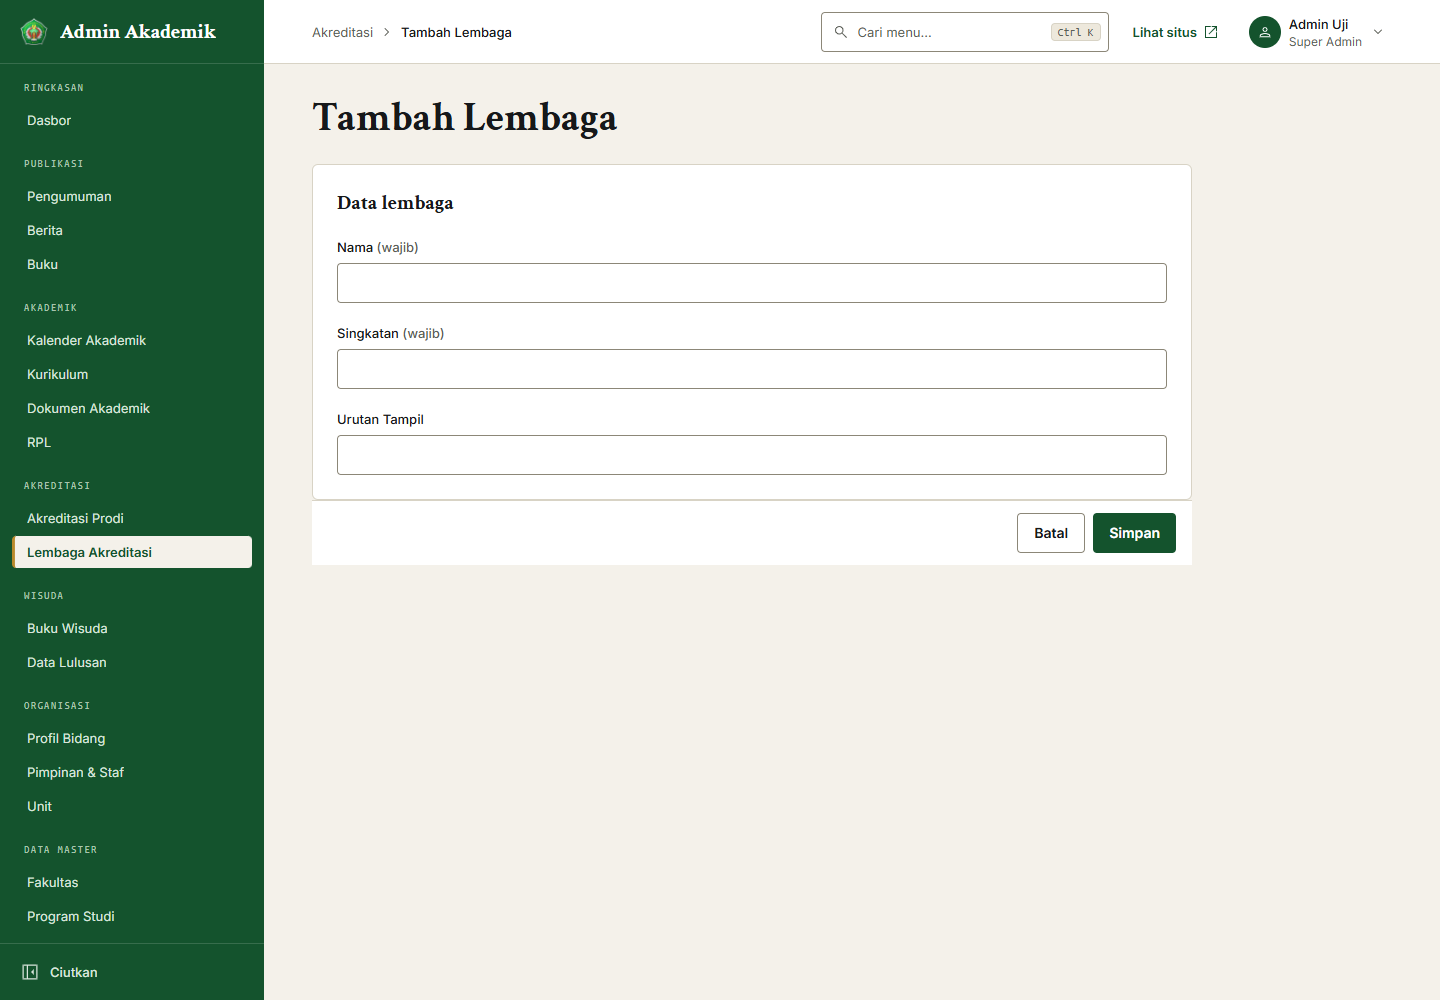 Admin Akademik
RINGKASAN
Dasbor
PUBLIKASI
Pengumuman
Berita
Buku
AKADEMIK
Kalender Akademik
Kurikulum
Dokumen Akademik
RPL
AKREDITASI
Akreditasi Prodi
Lembaga Akreditasi
WISUDA
Buku Wisuda
Data Lulusan
ORGANISASI
Profil Bidang
Pimpinan & Staf
Unit
DATA MASTER
Fakultas
Program Studi
Ciutkan
Akreditasi > Tambah Lembaga
Cari menu... Ctrl K
Lihat situs
Admin Uji
Super Admin
Tambah Lembaga
Data lembaga
Nama (wajib)
Singkatan (wajib)
Urutan Tampil
Batal
Simpan